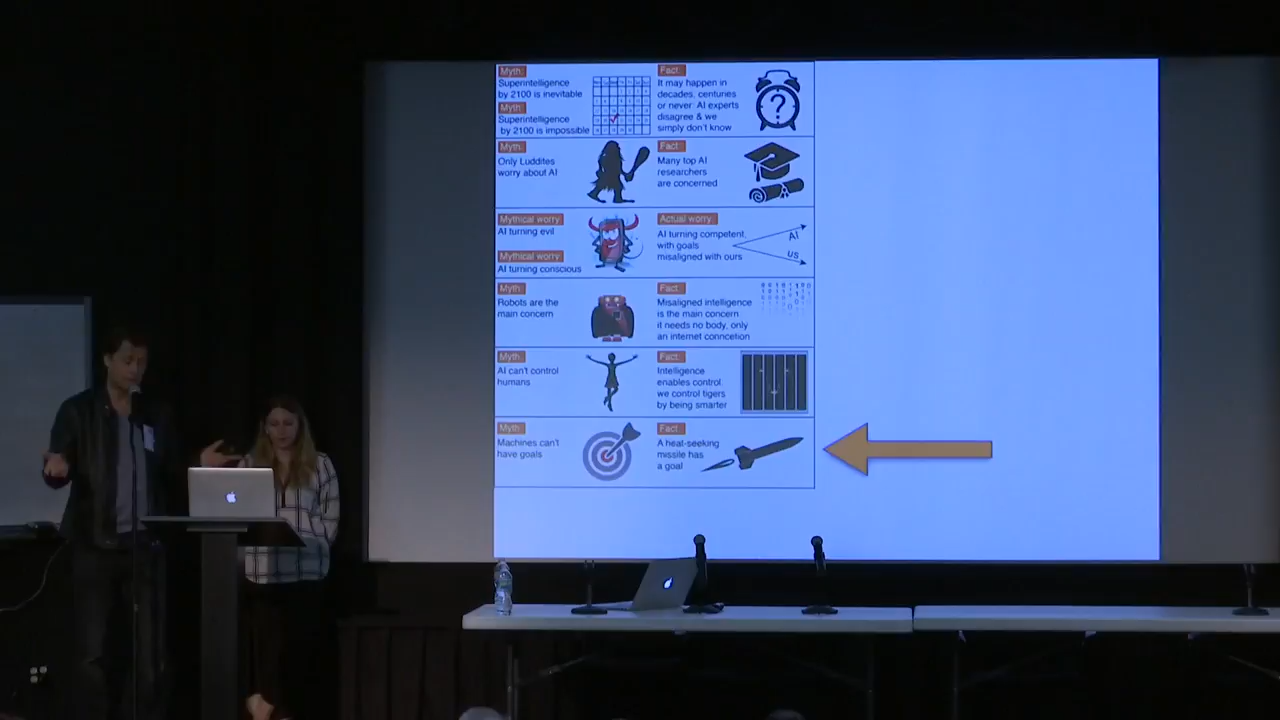 Myth:
Superintelligence
by 2100 is inevitable
Myth:
Superintelligence
by 2100 is impossible
Fact:
It may happen in
decades, centuries
or never: AI experts
disagree & we
simply don't know
?
Myth:
Only Luddites
worry about AI
Fact:
Many top AI
researchers
are concerned
Mythical worry:
AI turning evil
Mythical worry:
AI turning conscious
Actual worry:
AI turning competent,
with goals
misaligned with ours
AI
US
Myth:
Robots are the
main concern
Fact:
Misaligned intelligence
is the main concern:
it needs no body, only
an internet conncetion
Myth:
AI can't control
humans
Fact:
Intelligence
enables control:
we control tigers
by being smarter
Myth:
Machines can't
have goals
Fact:
A heat-seeking
missile has
a goal